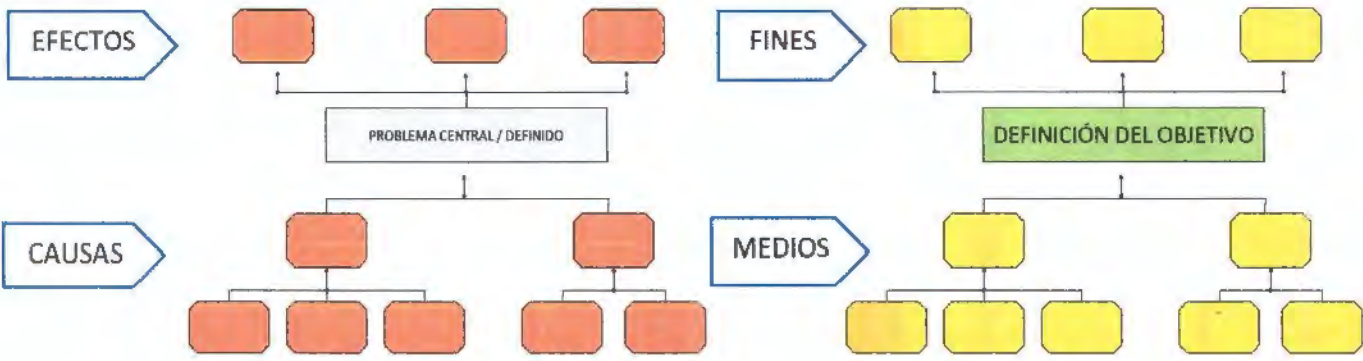 EFECTOS
FINES
PROBLEMA CENTRAL / DEFINIDO
DEFINICIÓN DEL OBJETIVO
CAUSAS
MEDIOS